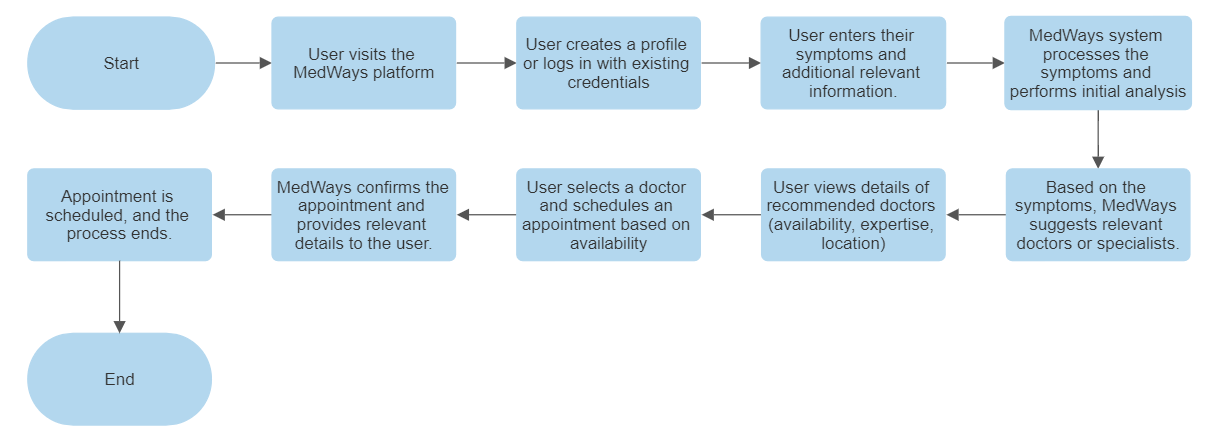 Start
User visits the
MedWays platform
User creates a profile
or logs in with existing
credentials
User enters their
symptoms and
additional relevant
information.
MedWays system
processes the
symptoms and
performs initial analysis
Based on the
symptoms, MedWays
suggests relevant
doctors or specialists.
User views details of
recommended doctors
(availability, expertise,
location)
User selects a doctor
and schedules an
appointment based on
availability
MedWays confirms the
appointment and
provides relevant
details to the user.
Appointment is
scheduled, and the
process ends.
End